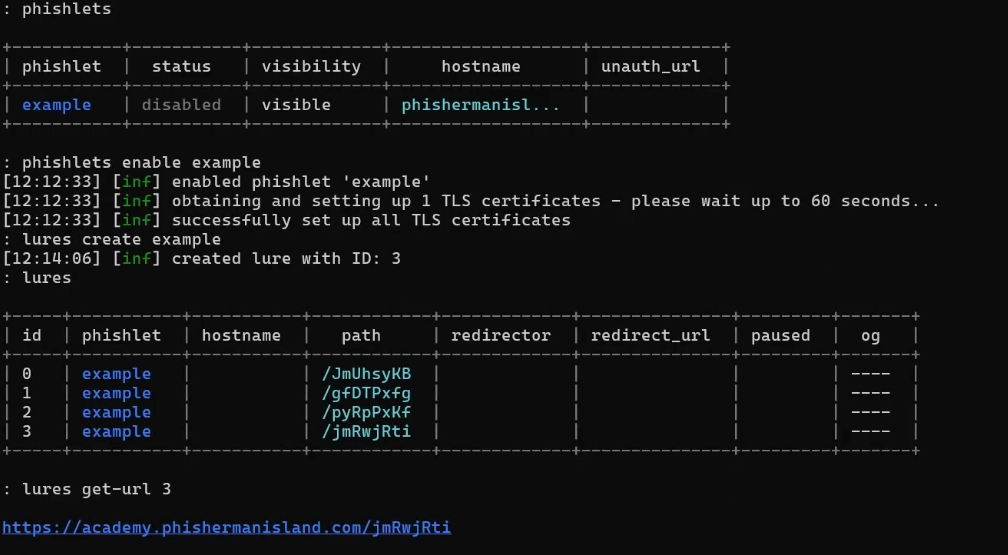 : phishlets
+-----------+-----------+-------------+-------------------+-------------+
| phishlet | status | visibility | hostname | unauth_url |
+-----------+-----------+-------------+-------------------+-------------+
| example | disabled | visible | phishermanisl... | |
+-----------+-----------+-------------+-------------------+-------------+
: phishlets enable example
[12:12:33] [inf] enabled phishlet 'example'
[12:12:33] [inf] obtaining and setting up 1 TLS certificates - please wait up to 60 seconds...
[12:12:33] [inf] successfully set up all TLS certificates
: lures create example
[12:14:06] [inf] created lure with ID: 3
: lures
+-----+-----------+-----------+------------+-------------+---------------+---------+-------+
| id | phishlet | hostname | path | redirector | redirect_url | paused | og |
+-----+-----------+-----------+------------+-------------+---------------+---------+-------+
| 0 | example | | /JmUhsyKB | | | | ---- |
| 1 | example | | /gfDTPxfg | | | | ---- |
| 2 | example | | /pyRpPxKf | | | | ---- |
| 3 | example | | /jmRwjRti | | | | ---- |
+-----+-----------+-----------+------------+-------------+---------------+---------+-------+
: lures get-url 3
https://academy.phishermanisland.com/jmRwjRti